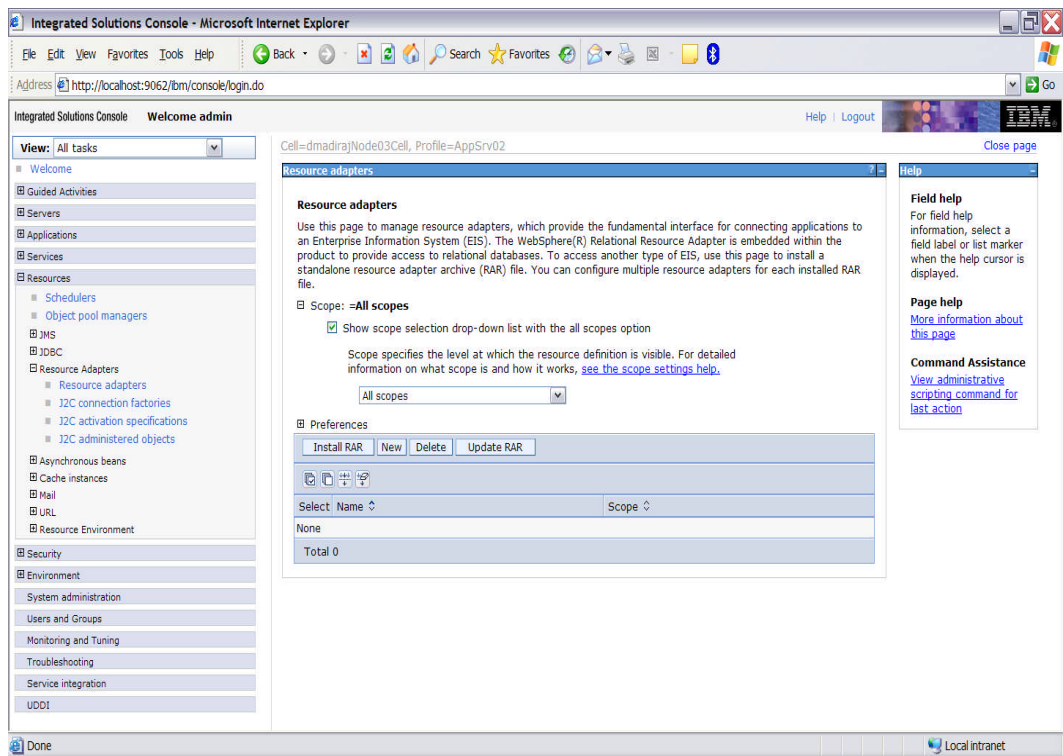 Integrated Solutions Console - Microsoft Internet Explorer
File Edit View Favorites Tools Help
Back Search Favorites
Address http://localhost:9062/ibm/console/login.do Go
Integrated Solutions Console Welcome admin Help | Logout IBM.
View: All tasks
Welcome
Guided Activities
Servers
Applications
Services
Resources
Schedulers
Object pool managers
JMS
JDBC
Resource Adapters
Resource adapters
J2C connection factories
J2C activation specifications
J2C administered objects
Asynchronous beans
Cache instances
Mail
URL
Resource Environment
Security
Environment
System administration
Users and Groups
Monitoring and Tuning
Troubleshooting
Service integration
UDDI
Cell=dmadirajNode03Cell, Profile=AppSrv02 Close page
Resource adapters ? -
Resource adapters
Use this page to manage resource adapters, which provide the fundamental interface for connecting applications to
an Enterprise Information System (EIS). The WebSphere(R) Relational Resource Adapter is embedded within the
product to provide access to relational databases. To access another type of EIS, use this page to install a
standalone resource adapter archive (RAR) file. You can configure multiple resource adapters for each installed RAR
file.
Scope: =All scopes
Show scope selection drop-down list with the all scopes option
Scope specifies the level at which the resource definition is visible. For detailed
information on what scope is and how it works, see the scope settings help.
All scopes
Preferences
Install RAR New Delete Update RAR
Select Name Scope
None
Total 0
Help -
Field help
For field help
information, select a
field label or list marker
when the help cursor is
displayed.
Page help
More information about
this page
Command Assistance
View administrative
scripting command for
last action
Done Local intranet